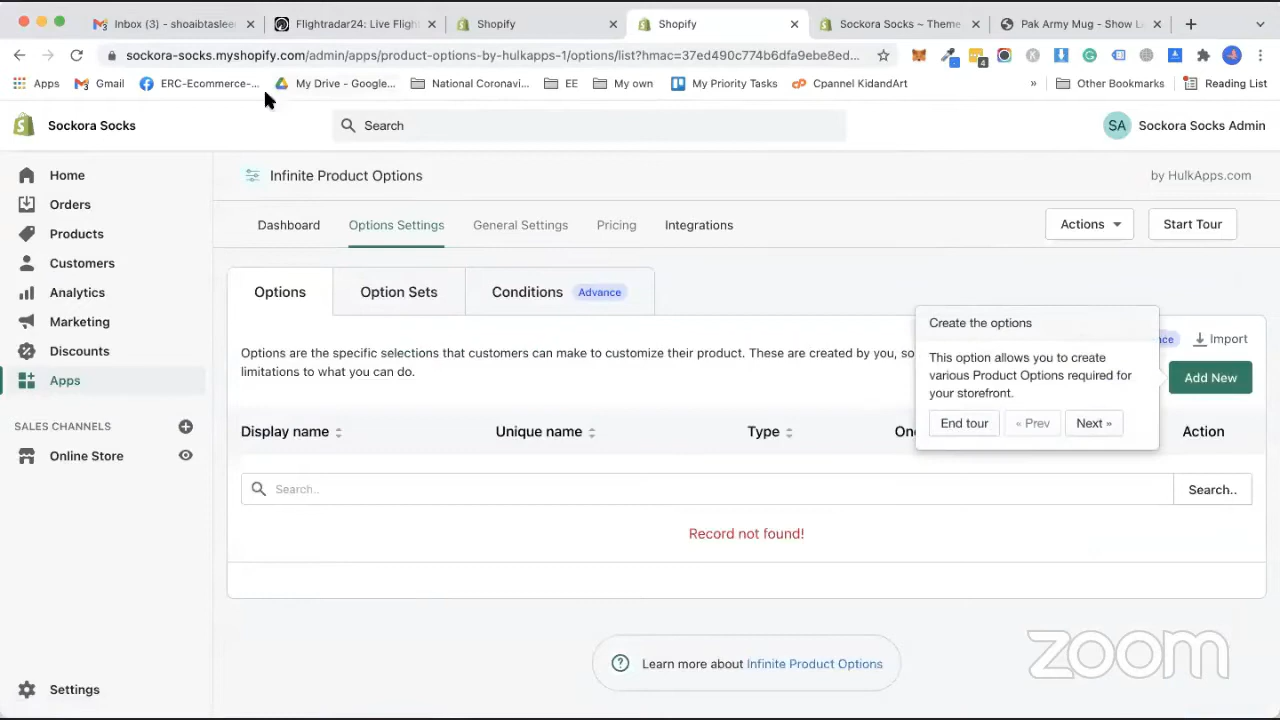 Inbox (3) - shoaibtasleer
Flightradar24: Live Flight
Shopify
Shopify
Sockora Socks ~ Theme
Pak Army Mug - Show L
sockora-socks.myshopify.com/admin/apps/product-options-by-hulkapps-1/options/list?hmac=37ed490c774b6dfa9ebe8ed...
4
Apps
Gmail
ERC-Ecommerce-...
My Drive - Google...
National Coronavi...
EE
My own
My Priority Tasks
Cpannel KidandArt
»
Other Bookmarks
Reading List
Sockora Socks
Search
SA
Sockora Socks Admin
Home
Orders
Products
Customers
Analytics
Marketing
Discounts
Apps
SALES CHANNELS
Online Store
Settings
Infinite Product Options
by HulkApps.com
Dashboard
Options Settings
General Settings
Pricing
Integrations
Actions
Start Tour
Options
Option Sets
Conditions
Advance
Options are the specific selections that customers can make to customize their product. These are created by you, so
limitations to what you can do.
nce
Import
Add New
Create the options
This option allows you to create
various Product Options required for
your storefront.
End tour
« Prev
Next »
Display name
Unique name
Type
Action
Search..
Search..
Record not found!
Learn more about Infinite Product Options
zoom